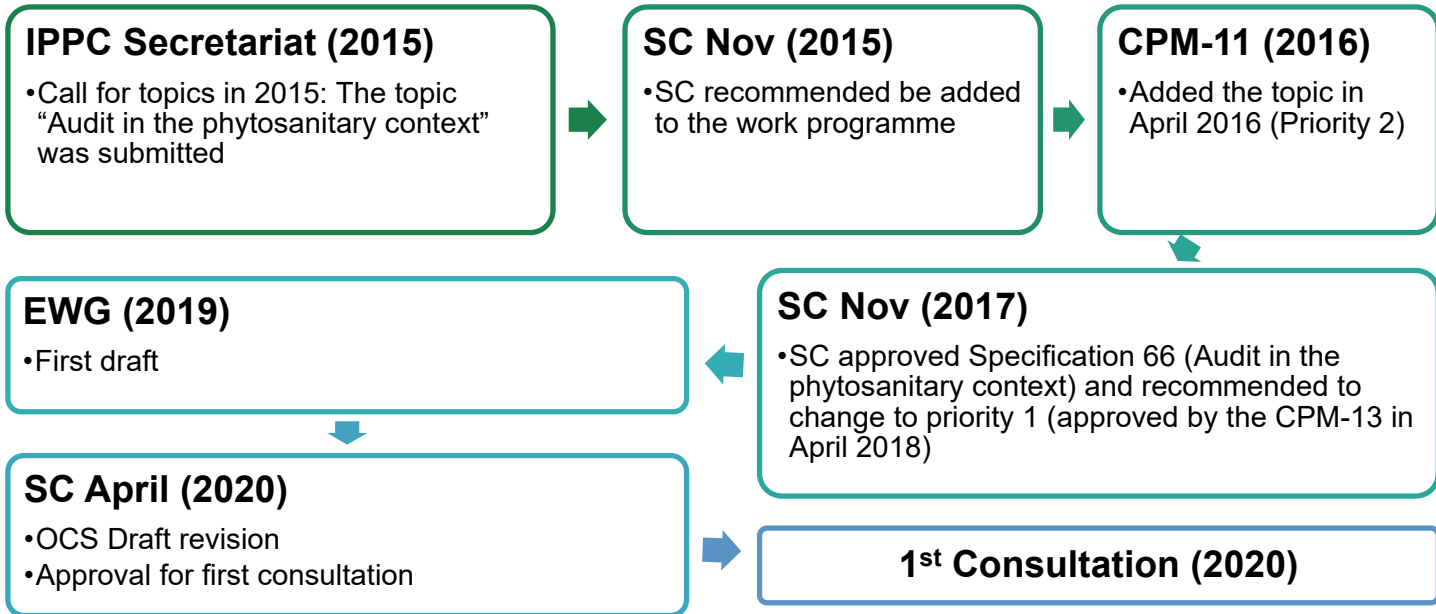 IPPC Secretariat (2015)
•Call for topics in 2015: The topic
“Audit in the phytosanitary context”
was submitted
SC Nov (2015)
•SC recommended be added
to the work programme
CPM-11 (2016)
•Added the topic in
April 2016 (Priority 2)
SC Nov (2017)
•SC approved Specification 66 (Audit in the
phytosanitary context) and recommended to
change to priority 1 (approved by the CPM-13 in
April 2018)
EWG (2019)
•First draft
SC April (2020)
•OCS Draft revision
•Approval for first consultation
1st Consultation (2020)